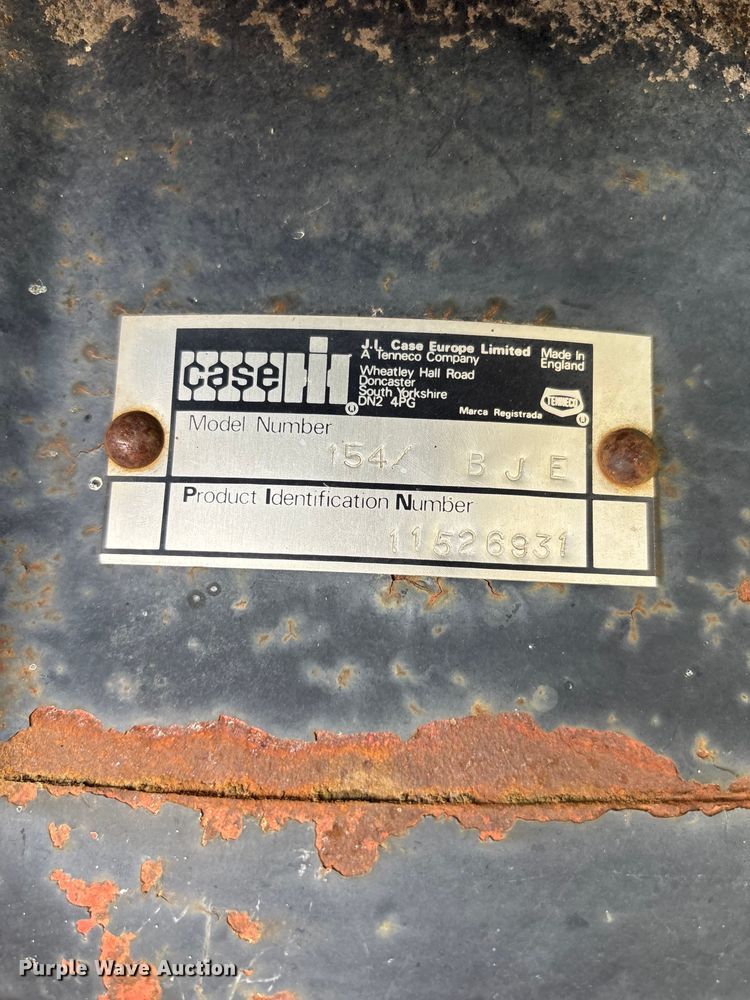 case IH
J.I. Case Europe Limited
A Tenneco Company
Wheatley Hall Road
Doncaster
South Yorkshire
DN2 4PG
Made In
England
Marca Registrada
TENNECO
Model Number
154/ BJE
Product Identification Number
11526931
Purple Wave Auction